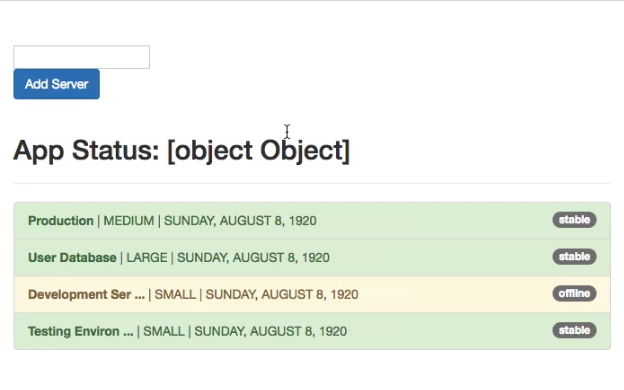 Add Server
App Status: [object Object]
Production | MEDIUM | SUNDAY, AUGUST 8, 1920 stable
User Database | LARGE | SUNDAY, AUGUST 8, 1920 stable
Development Ser ... | SMALL | SUNDAY, AUGUST 8, 1920 offline
Testing Environ ... | SMALL | SUNDAY, AUGUST 8, 1920 stable